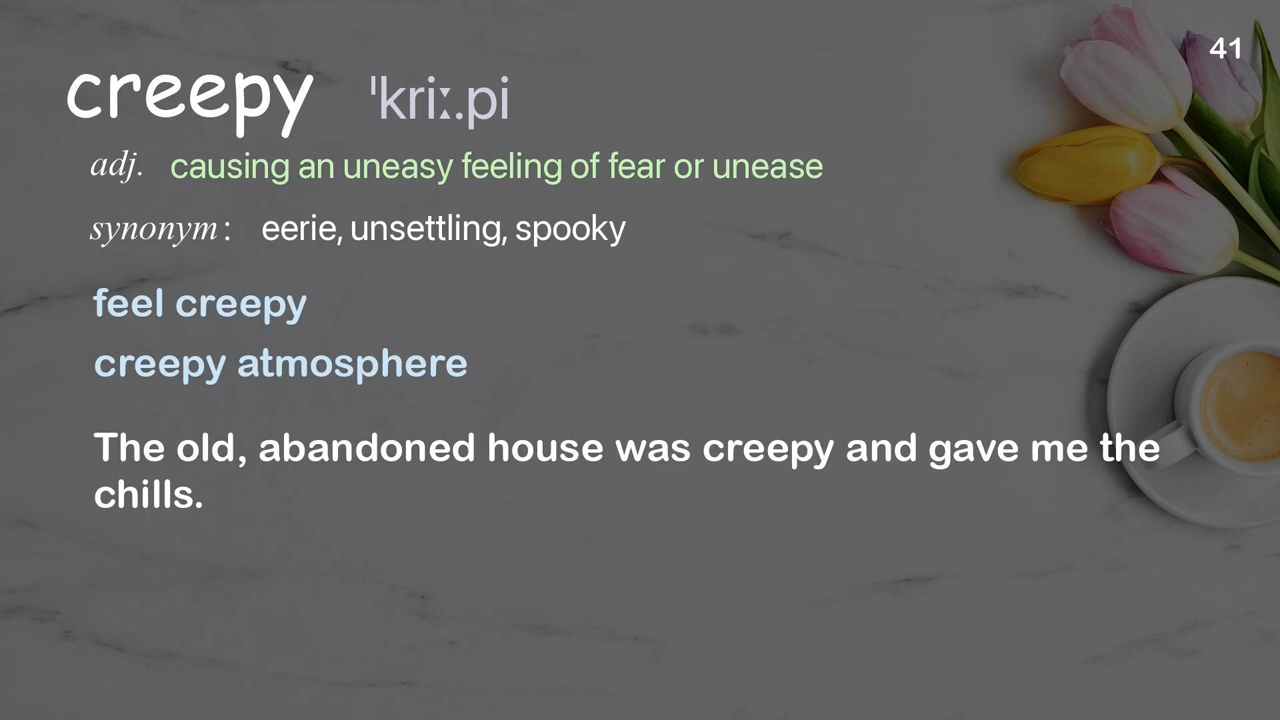 41
creepy ˈkriː.pi
adj. causing an uneasy feeling of fear or unease
synonym: eerie, unsettling, spooky
feel creepy
creepy atmosphere
The old, abandoned house was creepy and gave me the
chills.